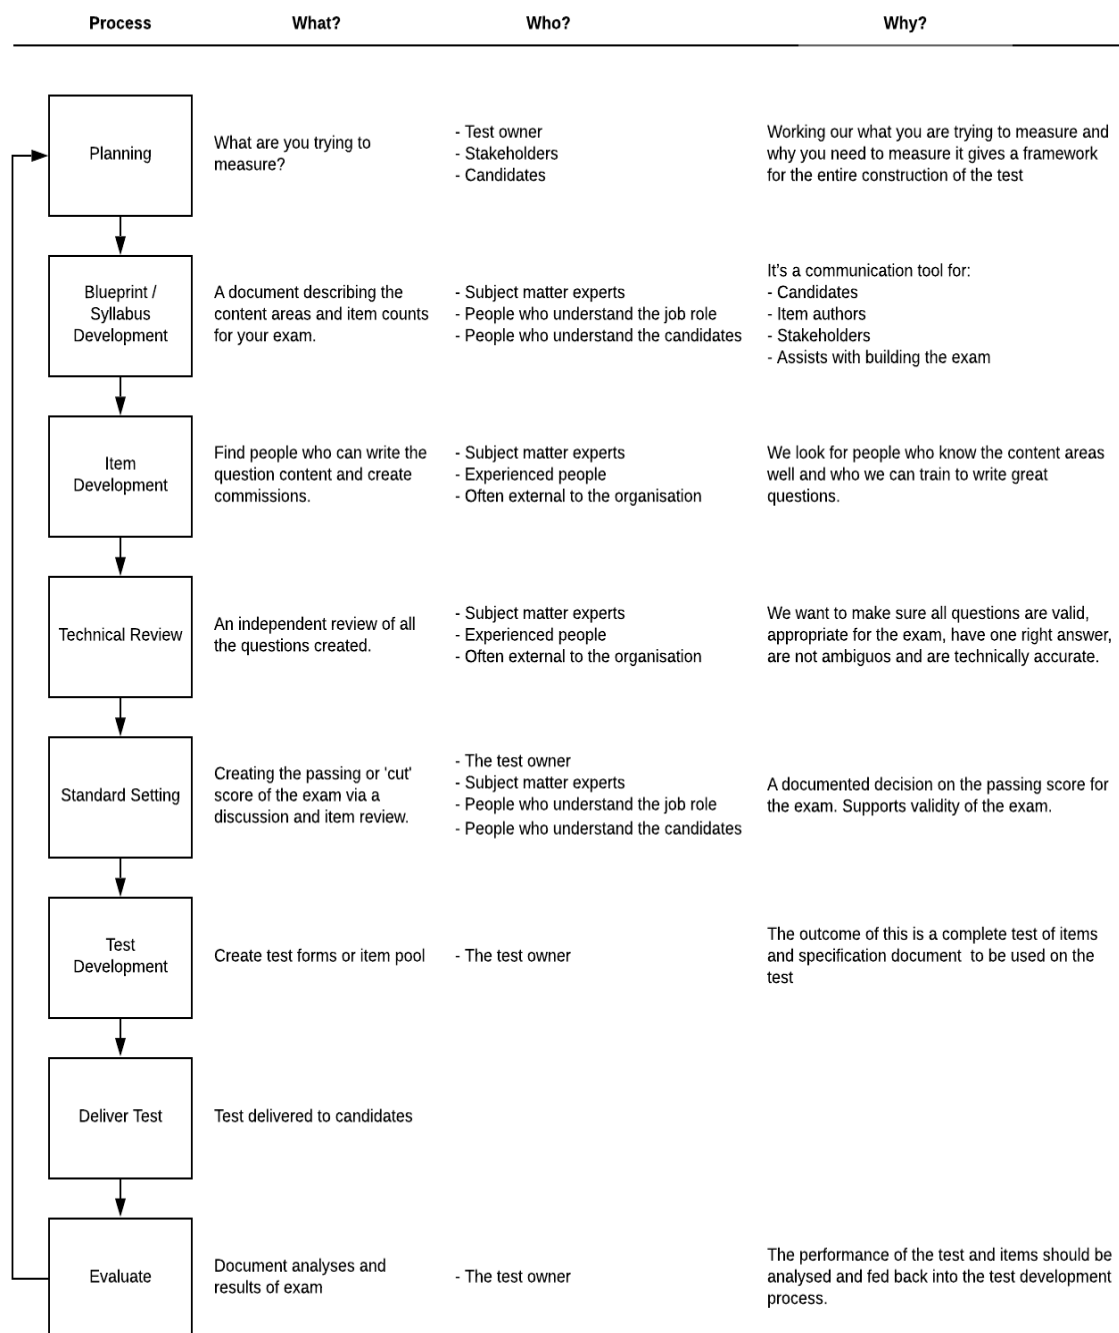 Process What? Who? Why?
Planning
What are you trying to
measure?
- Test owner
- Stakeholders
- Candidates
Working our what you are trying to measure and
why you need to measure it gives a framework
for the entire construction of the test
Blueprint /
Syllabus
Development
A document describing the
content areas and item counts
for your exam.
- Subject matter experts
- People who understand the job role
- People who understand the candidates
It's a communication tool for:
- Candidates
- Item authors
- Stakeholders
- Assists with building the exam
Item
Development
Find people who can write the
question content and create
commissions.
- Subject matter experts
- Experienced people
- Often external to the organisation
We look for people who know the content areas
well and who we can train to write great
questions.
Technical Review
An independent review of all
the questions created.
- Subject matter experts
- Experienced people
- Often external to the organisation
We want to make sure all questions are valid,
appropriate for the exam, have one right answer,
are not ambiguos and are technically accurate.
Standard Setting
Creating the passing or 'cut'
score of the exam via a
discussion and item review.
- The test owner
- Subject matter experts
- People who understand the job role
- People who understand the candidates
A documented decision on the passing score for
the exam. Supports validity of the exam.
Test
Development
Create test forms or item pool
- The test owner
The outcome of this is a complete test of items
and specification document  to be used on the
test
Deliver Test
Test delivered to candidates
Evaluate
Document analyses and
results of exam
- The test owner
The performance of the test and items should be
analysed and fed back into the test development
process.